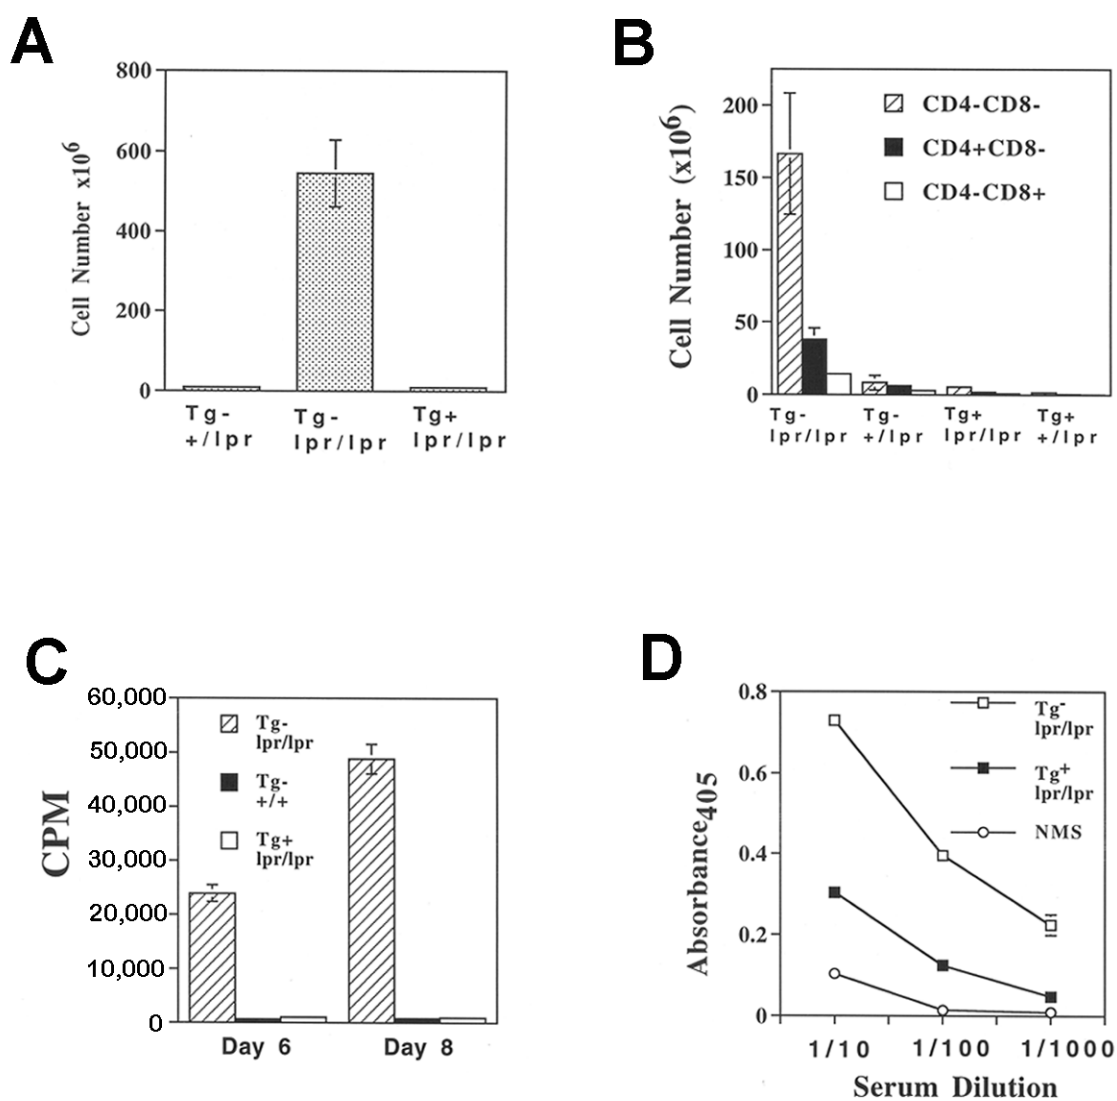 A
800
600
400
200
0
Cell Number x10⁶
Tg- Tg- Tg+
+/lpr lpr/lpr lpr/lpr
B
200
150
100
50
0
Cell Number (x10⁶)
CD4-CD8-
CD4+CD8-
CD4-CD8+
Tg- Tg- Tg+ Tg+
lpr/lpr +/lpr lpr/lpr +/lpr
C
60,000
50,000
40,000
30,000
20,000
10,000
0
CPM
Tg-
lpr/lpr
Tg-
+/+
Tg+
lpr/lpr
Day 6 Day 8
D
0.8
0.6
0.4
0.2
0
Absorbance₄₀₅
Tg⁻
lpr/lpr
Tg⁺
lpr/lpr
NMS
1/10 1/100 1/1000
Serum Dilution